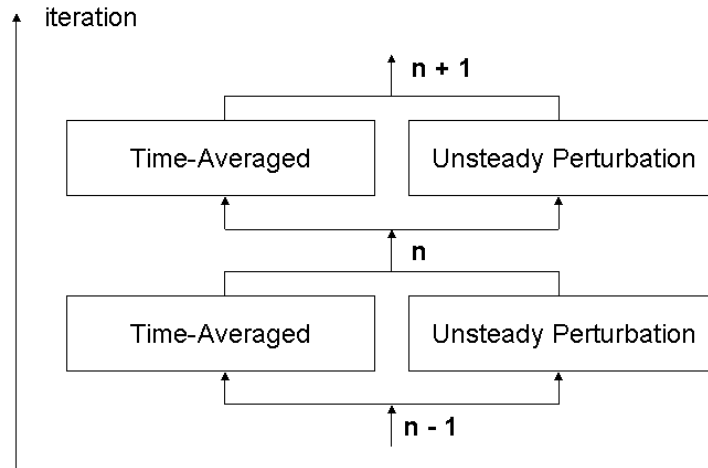 iteration
n + 1
Time-Averaged
Unsteady Perturbation
n
Time-Averaged
Unsteady Perturbation
n - 1